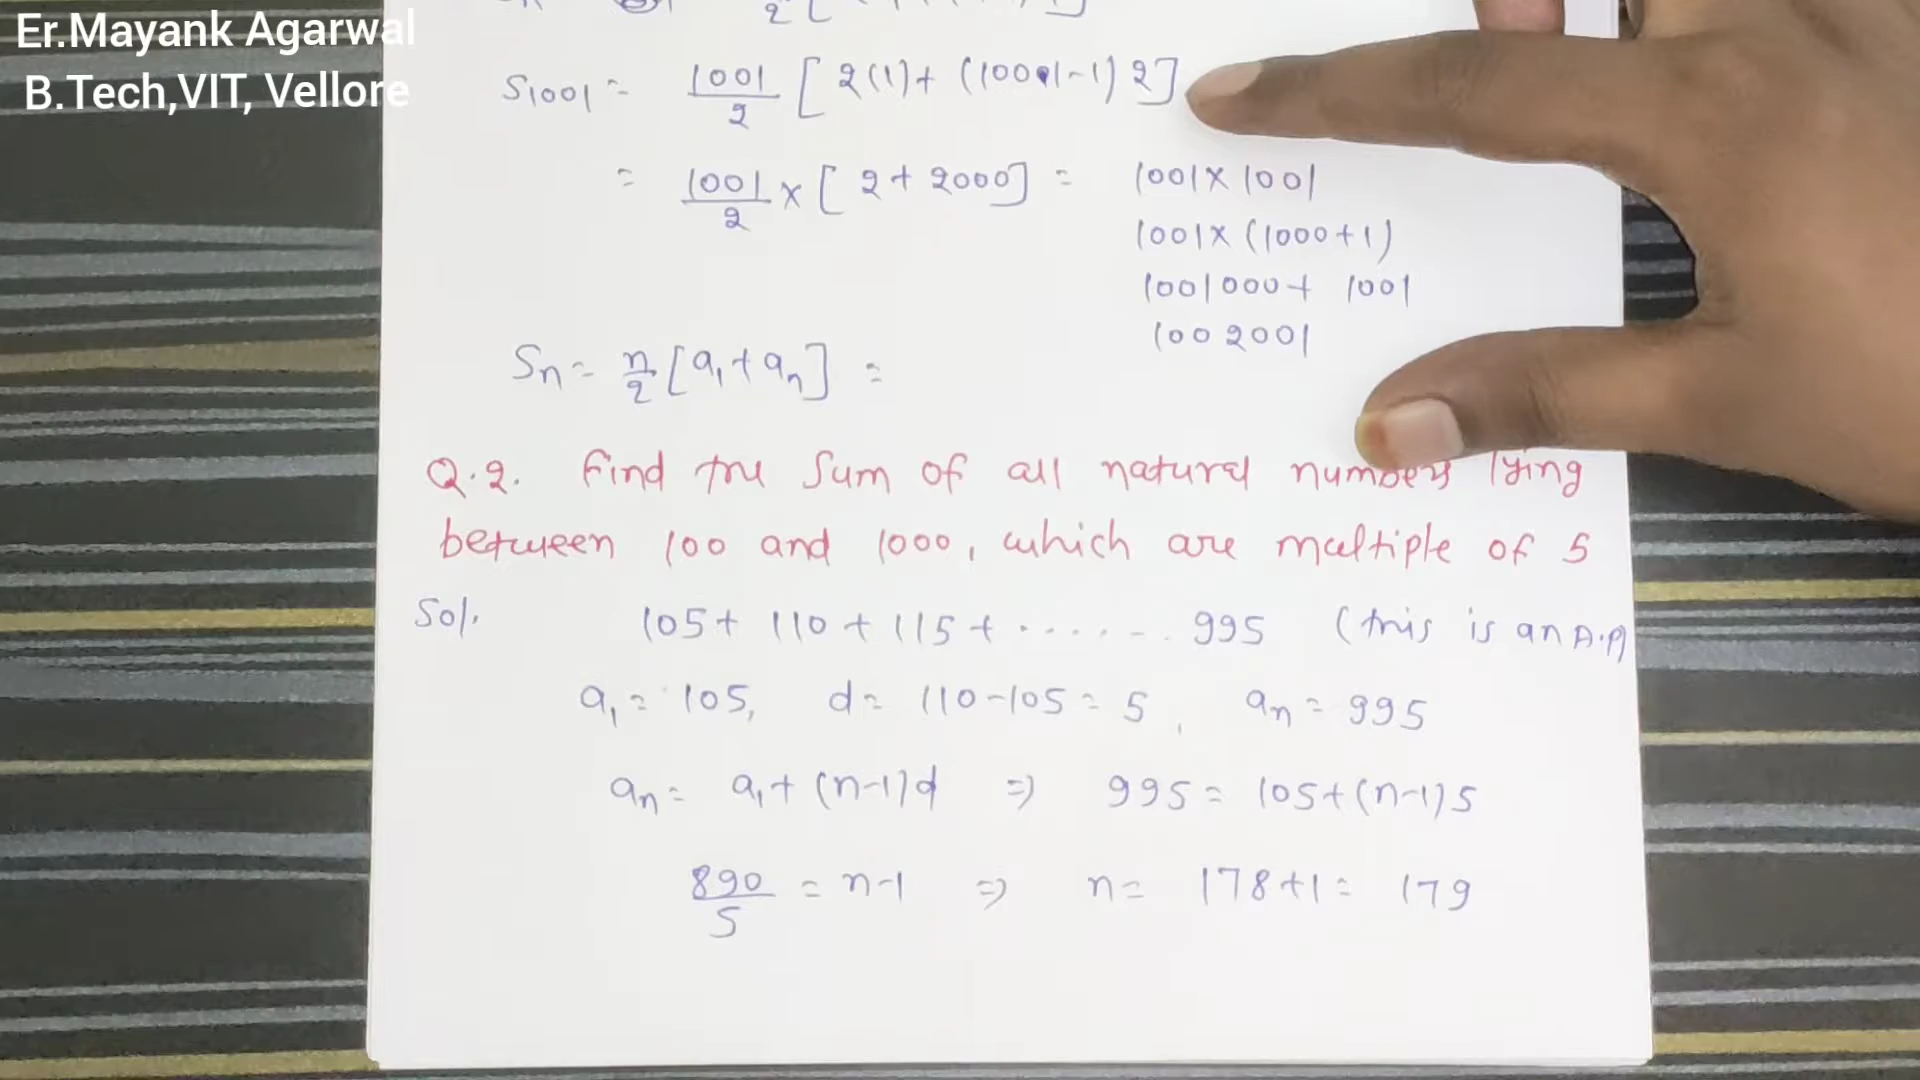 Er.Mayank Agarwal
B.Tech,VIT, Vellore
S1001 = 1001/2 [ 2(1)+ (1001-1) 2]
= 1001/2 x [ 2+ 2000] = 1001x 1001
1001x (1000+1)
1001000+ 1001
1002001
Sn = n/2 [a1+an] =
Q.2. Find the sum of all natural numbers lying
between 100 and 1000, which are multiple of 5
Sol. 105+ 110 + 115 + ...... 995 (this is an A.P)
a1 = 105, d = 110-105 = 5, an = 995
an = a1+ (n-1)d => 995 = 105+(n-1)5
890/5 = n-1 => n = 178+1 = 179